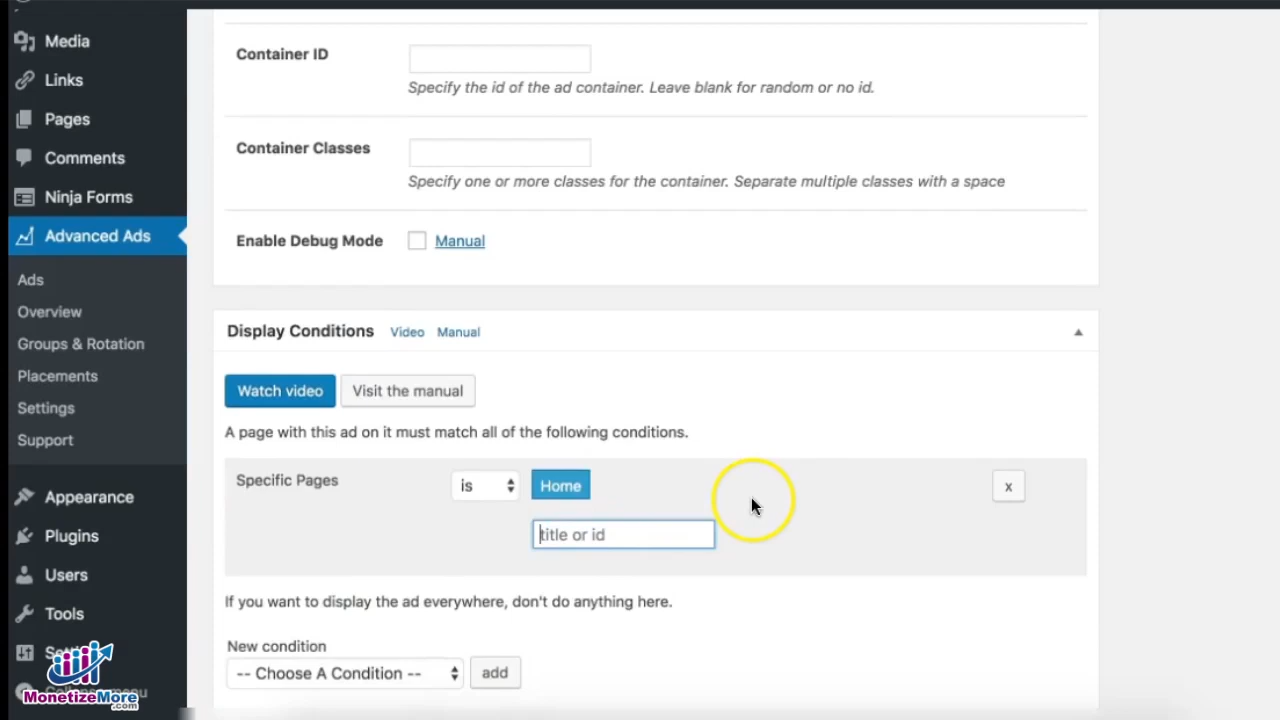 Media
Links
Pages
Comments
Ninja Forms
Advanced Ads
Ads
Overview
Groups & Rotation
Placements
Settings
Support
Appearance
Plugins
Users
Tools
MonetizeMore
.com
menu
Container ID
Specify the id of the ad container. Leave blank for random or no id.
Container Classes
Specify one or more classes for the container. Separate multiple classes with a space
Enable Debug Mode Manual
Display Conditions Video Manual
Watch video Visit the manual
A page with this ad on it must match all of the following conditions.
Specific Pages is Home x
title or id
If you want to display the ad everywhere, don't do anything here.
New condition
-- Choose A Condition -- add